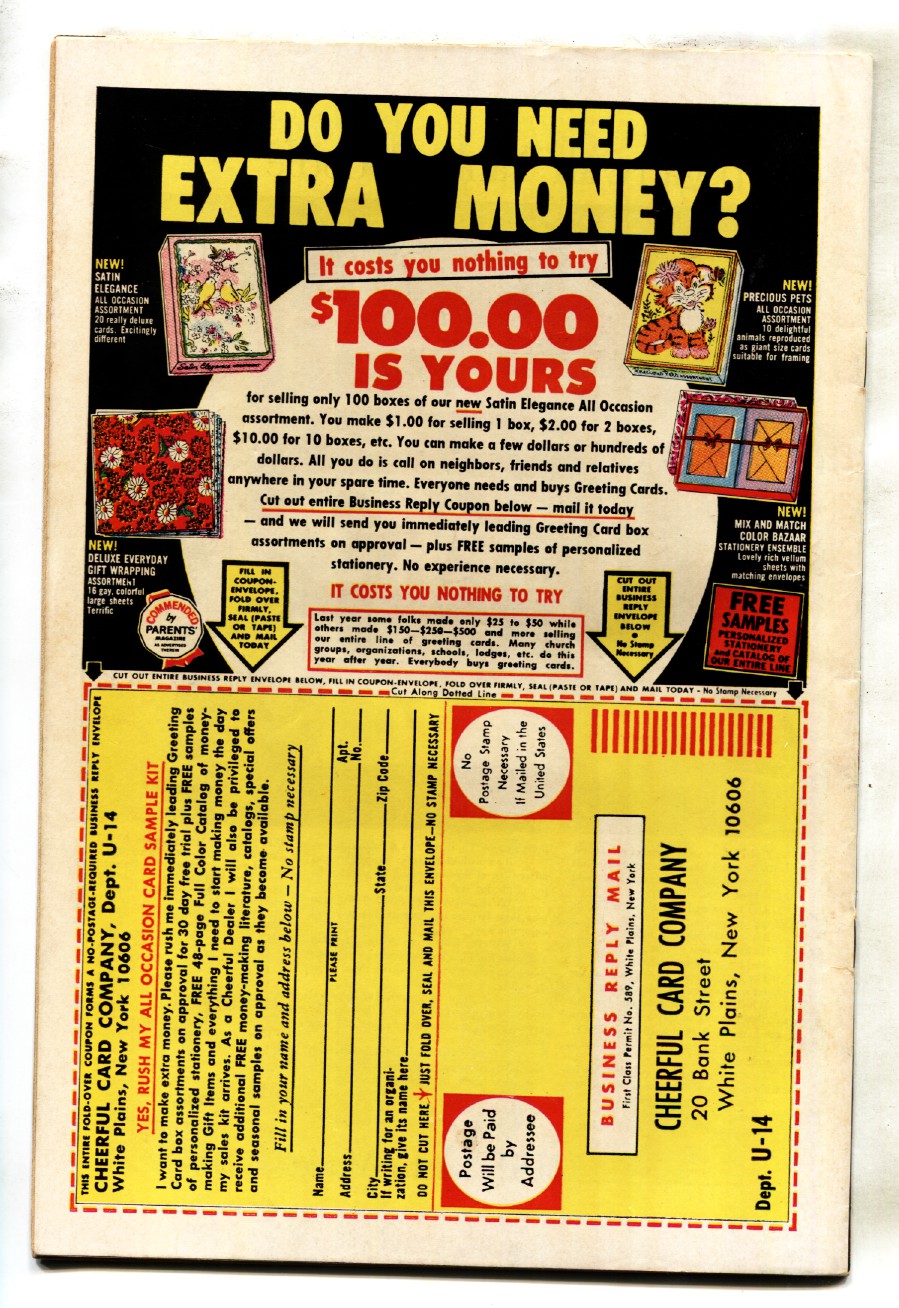 DO YOU NEED
EXTRA MONEY?
It costs you nothing to try
NEW!
SATIN
ELEGANCE
ALL OCCASION
ASSORTMENT
20 really deluxe
cards. Excitingly
different
Satin Elegance
NEW!
PRECIOUS PETS
ALL OCCASION
ASSORTMENT
10 delightful
animals reproduced
as giant size cards
suitable for framing
Precious Pets
$100.00
IS YOURS
for selling only 100 boxes of our new Satin Elegance All Occasion
assortment. You make $1.00 for selling 1 box, $2.00 for 2 boxes,
$10.00 for 10 boxes, etc. You can make a few dollars or hundreds of
dollars. All you do is call on neighbors, friends and relatives
anywhere in your spare time. Everyone needs and buys Greeting Cards.
Cut out entire Business Reply Coupon below — mail it today
— and we will send you immediately leading Greeting Card box
assortments on approval — plus FREE samples of personalized
stationery. No experience necessary.
IT COSTS YOU NOTHING TO TRY
Last year some folks made only $25 to $50 while
others made $150—$250—$500 and more selling
our entire line of greeting cards. Many church
groups, organizations, schools, lodges, etc. do this
year after year. Everybody buys greeting cards.
NEW!
DELUXE EVERYDAY
GIFT WRAPPING
ASSORTMENT
16 gay, colorful
large sheets
Terrific
COMMENDED
by
PARENTS'
MAGAZINE
AS ADVERTISED
THEREIN
FILL IN
COUPON-
ENVELOPE,
FOLD OVER
FIRMLY,
SEAL (PASTE
OR TAPE)
AND MAIL
TODAY
CUT OUT
ENTIRE
BUSINESS
REPLY
ENVELOPE
BELOW
No Stamp
Necessary
NEW!
MIX AND MATCH
COLOR BAZAAR
STATIONERY ENSEMBLE
Lovely rich vellum
sheets with
matching envelopes
FREE
SAMPLES
PERSONALIZED
STATIONERY
and CATALOG OF
OUR ENTIRE LINE
CUT OUT ENTIRE BUSINESS REPLY ENVELOPE BELOW, FILL IN COUPON-ENVELOPE, FOLD OVER FIRMLY, SEAL (PASTE OR TAPE) AND MAIL TODAY - No Stamp Necessary
Cut Along Dotted Line
THIS ENTIRE FOLD-OVER COUPON FORMS A NO-POSTAGE-REQUIRED BUSINESS REPLY ENVELOPE
CHEERFUL CARD COMPANY, Dept. U-14
White Plains, New York 10606
YES, RUSH MY ALL OCCASION CARD SAMPLE KIT
I want to make extra money. Please rush me immediately leading Greeting
Card box assortments on approval for 30 day free trial plus FREE samples
of personalized stationery, FREE 48-page Full Color Catalog of money-
making Gift Items and everything I need to start making money the day
my sales kit arrives. As a Cheerful Dealer I will also be privileged to
receive additional FREE money-making literature, catalogs, special offers
and seasonal samples on approval as they become available.
Fill in your name and address below — No stamp necessary
Name
PLEASE PRINT
Address Apt. No.
City State Zip Code
If writing for an organi-
zation, give its name here
DO NOT CUT HERE JUST FOLD OVER, SEAL AND MAIL THIS ENVELOPE—NO STAMP NECESSARY
Postage
Will be Paid
by
Addressee
No
Postage Stamp
Necessary
If Mailed in the
United States
BUSINESS REPLY MAIL
First Class Permit No. 589, White Plains, New York
CHEERFUL CARD COMPANY
20 Bank Street
White Plains, New York 10606
Dept. U-14